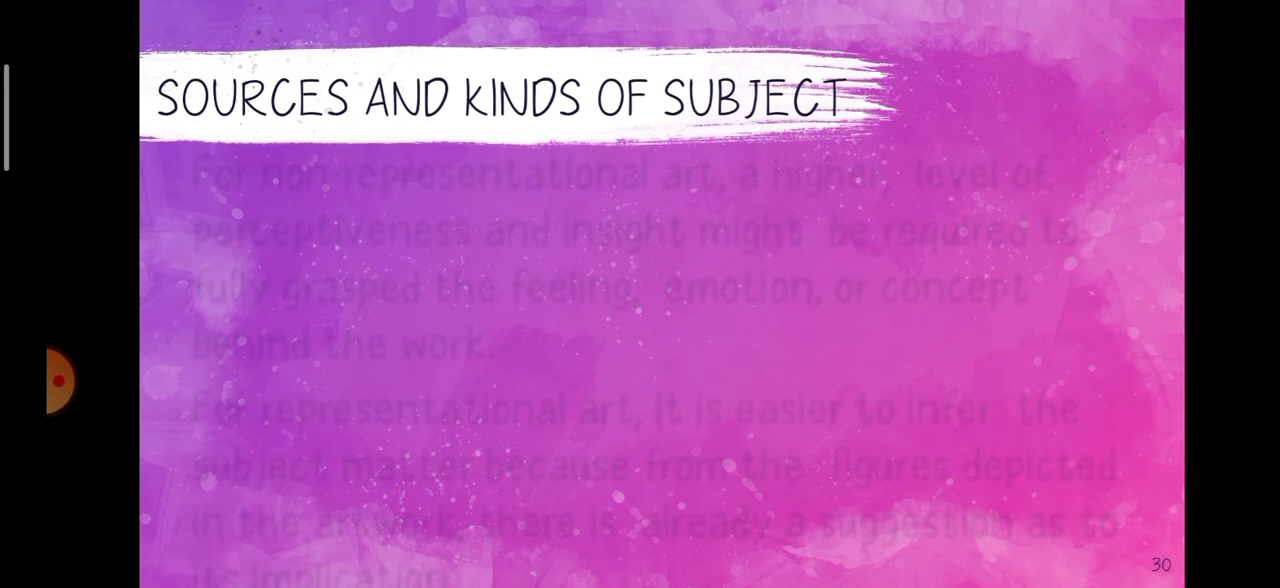 SOURCES AND KINDS OF SUBJECT
For non-representational art, a higher, level of
perceptiveness and insight might be required to
fully grasped the feeling, emotion, or concept
behind the work.
For representational art, it is easier to infer the
subject matter because from the figures depicted
in the artwork, there is already a suggestion as to
its implication.
30